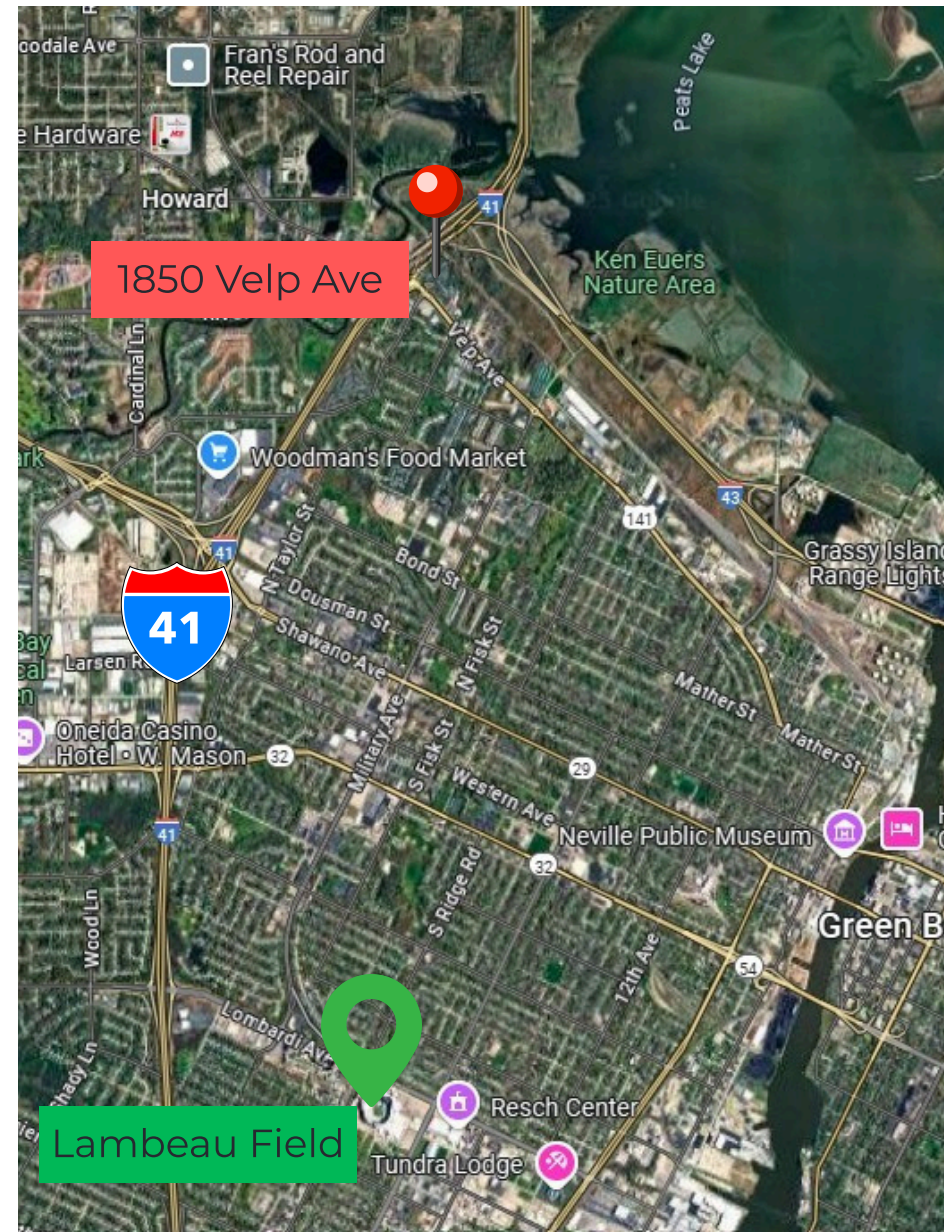 Peats Lake
Fran's Rod and
Reel Repair
Hardware
Howard
41
Ken Euers
Nature Area
1850 Velp Ave
Cardinal Ln
Velp Ave
Woodman's Food Market
43
141
41
Grassy Island
Range Lights
N Taylor St
Bond St
Dousman St
41
Shawano Ave
N Fisk St
Larsen
Mather St
Oneida Casino
Hotel • W. Mason
32
Military Ave
S Fisk St
Western Ave
29
Mather St
41
Neville Public Museum
32
S Ridge Rd
Wood Ln
Green B
12th Ave
54
Lombardi Ave
Shady Ln
Resch Center
Lambeau Field
Tundra Lodge